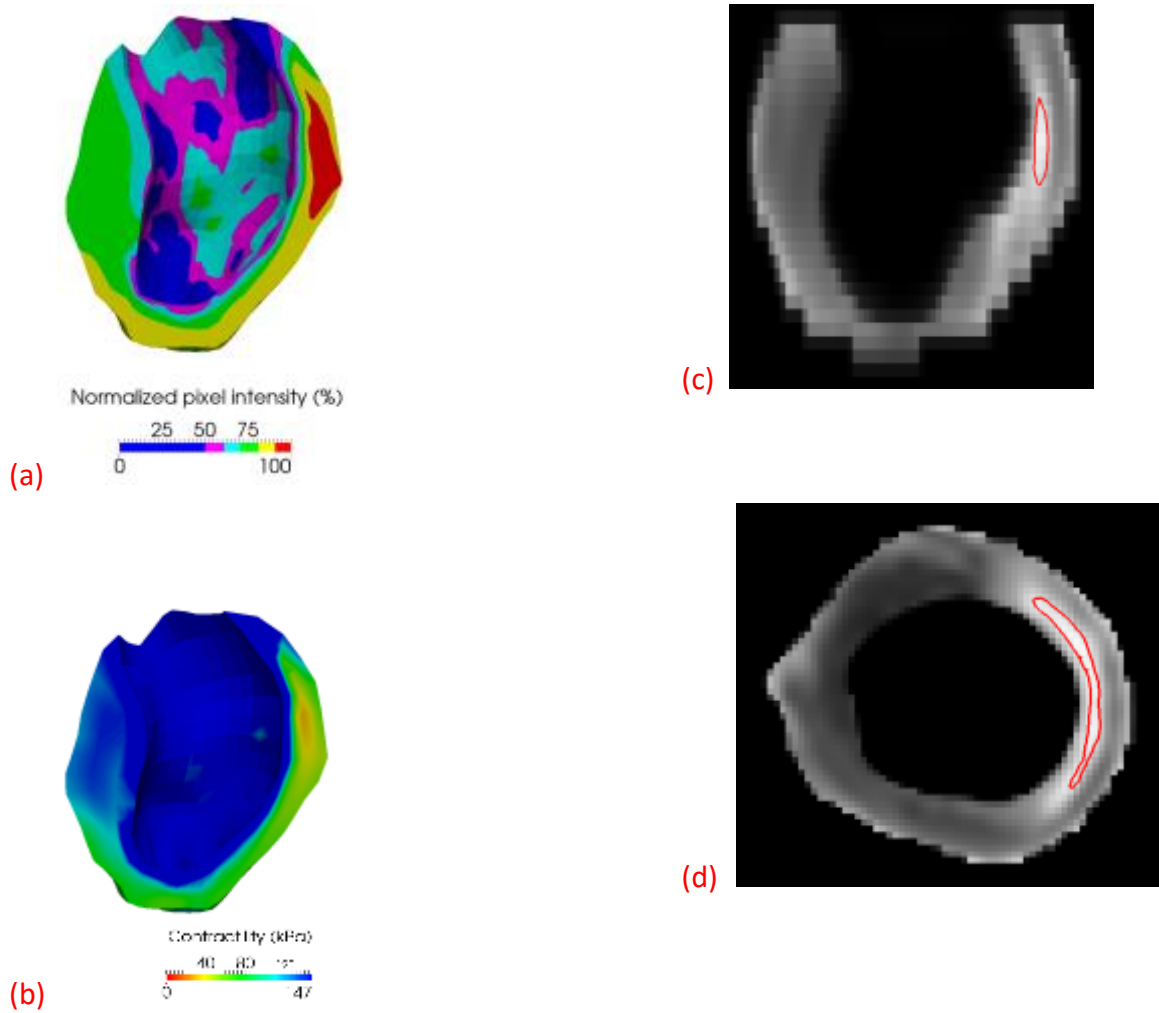 Normalized pixel intensity (%)
25 50 75
0 100
(a)
(c)
(d)
Contractility (kPa)
40 80
0 147
(b)